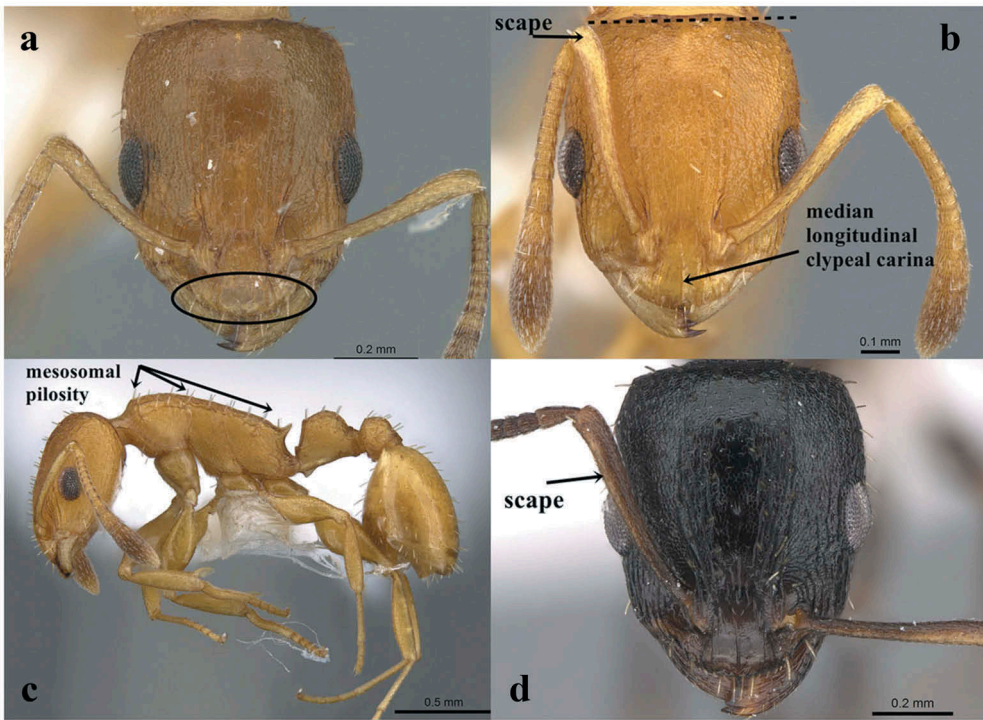 a
0.2 mm
scape
b
median
longitudinal
clypeal carina
0.1 mm
mesosomal
pilosity
c
0.5 mm
scape
d
0.2 mm